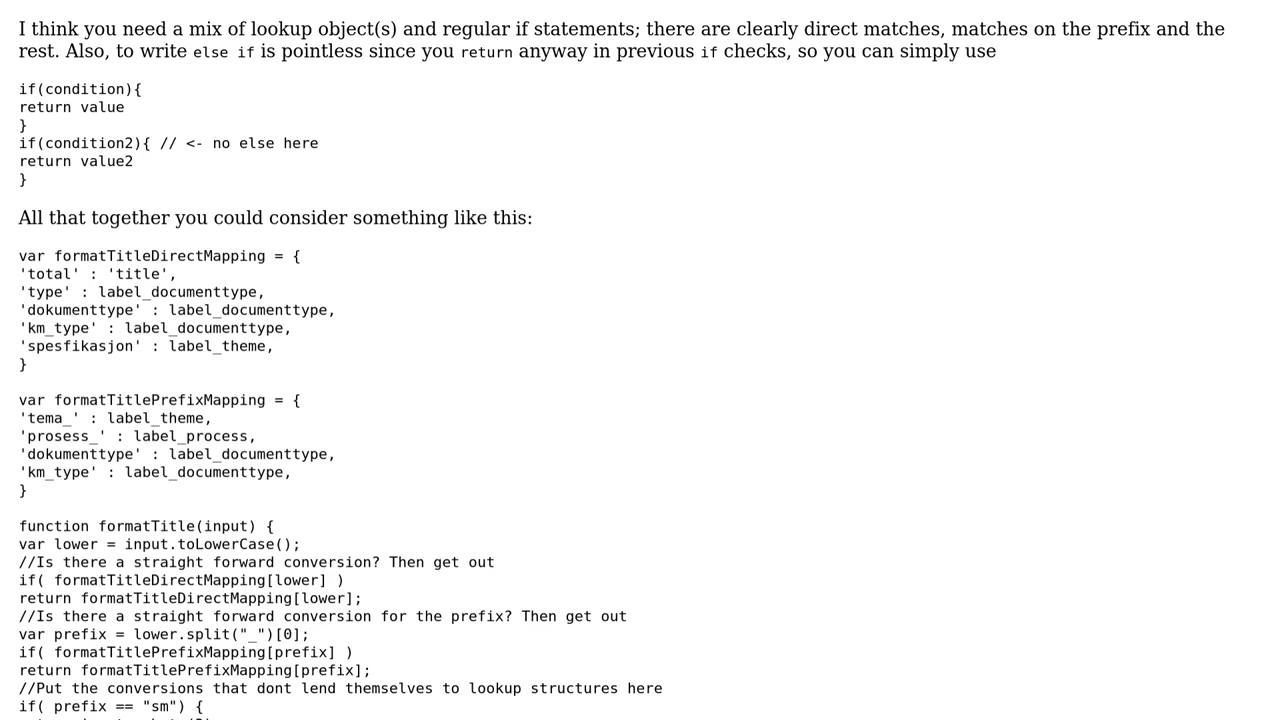 I think you need a mix of lookup object(s) and regular if statements; there are clearly direct matches, matches on the prefix and the
rest. Also, to write else if is pointless since you return anyway in previous if checks, so you can simply use
if(condition){
return value
}
if(condition2){ // <- no else here
return value2
}
All that together you could consider something like this:
var formatTitleDirectMapping = {
'total' : 'title',
'type' : label_documenttype,
'dokumenttype' : label_documenttype,
'km_type' : label_documenttype,
'spesfikasjon' : label_theme,
}
var formatTitlePrefixMapping = {
'tema_' : label_theme,
'prosess_' : label_process,
'dokumenttype' : label_documenttype,
'km_type' : label_documenttype,
}
function formatTitle(input) {
var lower = input.toLowerCase();
//Is there a straight forward conversion? Then get out
if( formatTitleDirectMapping[lower] )
return formatTitleDirectMapping[lower];
//Is there a straight forward conversion for the prefix? Then get out
var prefix = lower.split("_")[0];
if( formatTitlePrefixMapping[prefix] )
return formatTitlePrefixMapping[prefix];
//Put the conversions that dont lend themselves to lookup structures here
if( prefix == "sm") {